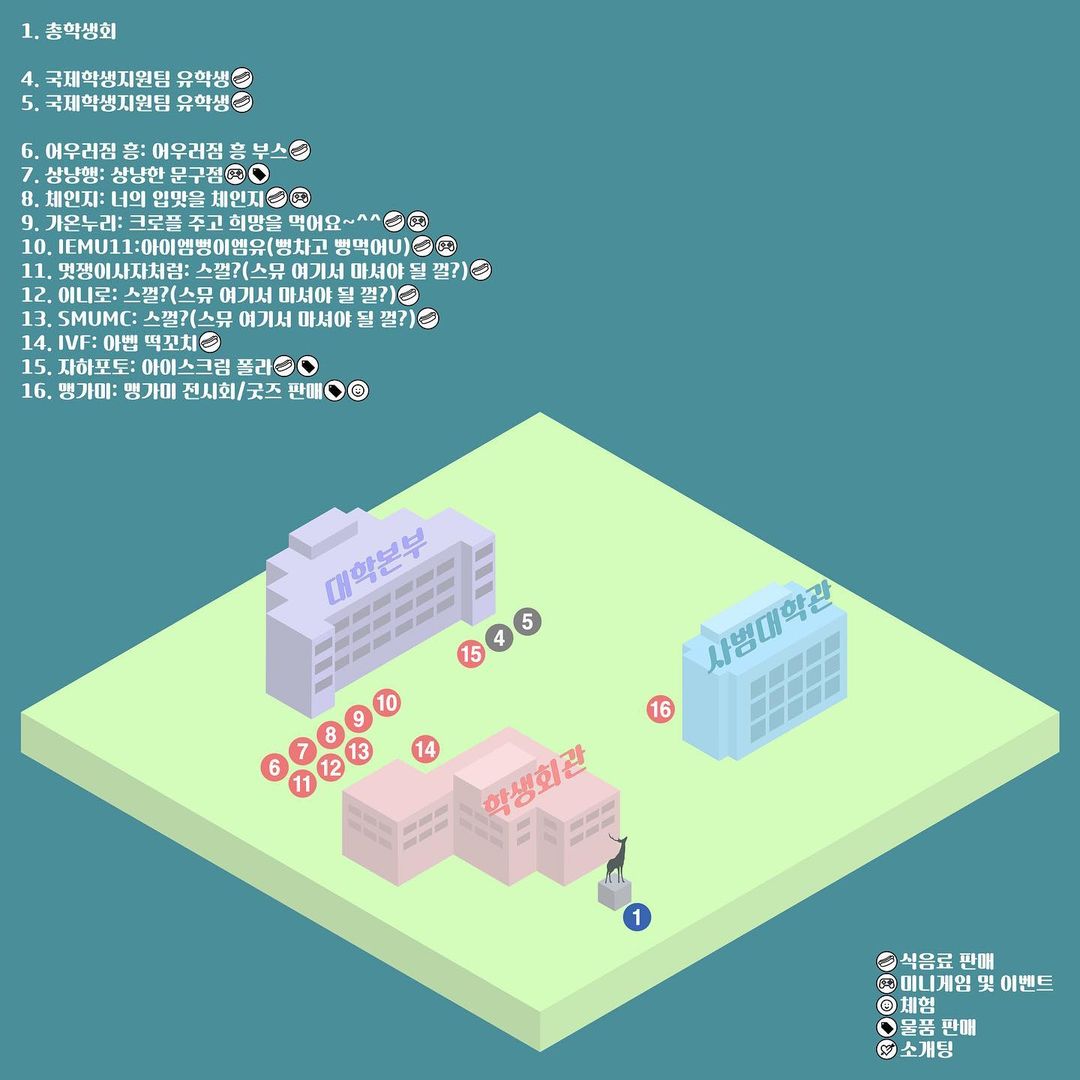 1. 총학생회
4. 국제학생지원팀 유학생
5. 국제학생지원팀 유학생
6. 어우러짐 흥: 어우러짐 흥 부스
7. 상냥행: 상냥한 문구점
8. 체인지: 너의 입맛을 체인지
9. 가온누리: 크로플 주고 희망을 먹어요~^^
10. IEMU11:아이엠뻥이엠유(뻥차고 뻥먹어U)
11. 멋쟁이사자처럼: 스껄?(스뮤 여기서 마셔야 될 껄?)
12. 이니로: 스껄?(스뮤 여기서 마셔야 될 껄?)
13. SMUMC: 스껄?(스뮤 여기서 마셔야 될 껄?)
14. IVF: 아벱 떡꼬치
15. 자하포토: 아이스크림 폴라
16. 맹가미: 맹가미 전시회/굿즈 판매
대학본부
사범대학관
5
4
15
10
9
8
7
6
13
12
11
14
16
학생회관
1
식음료 판매
미니게임 및 이벤트
체험
물품 판매
소개팅